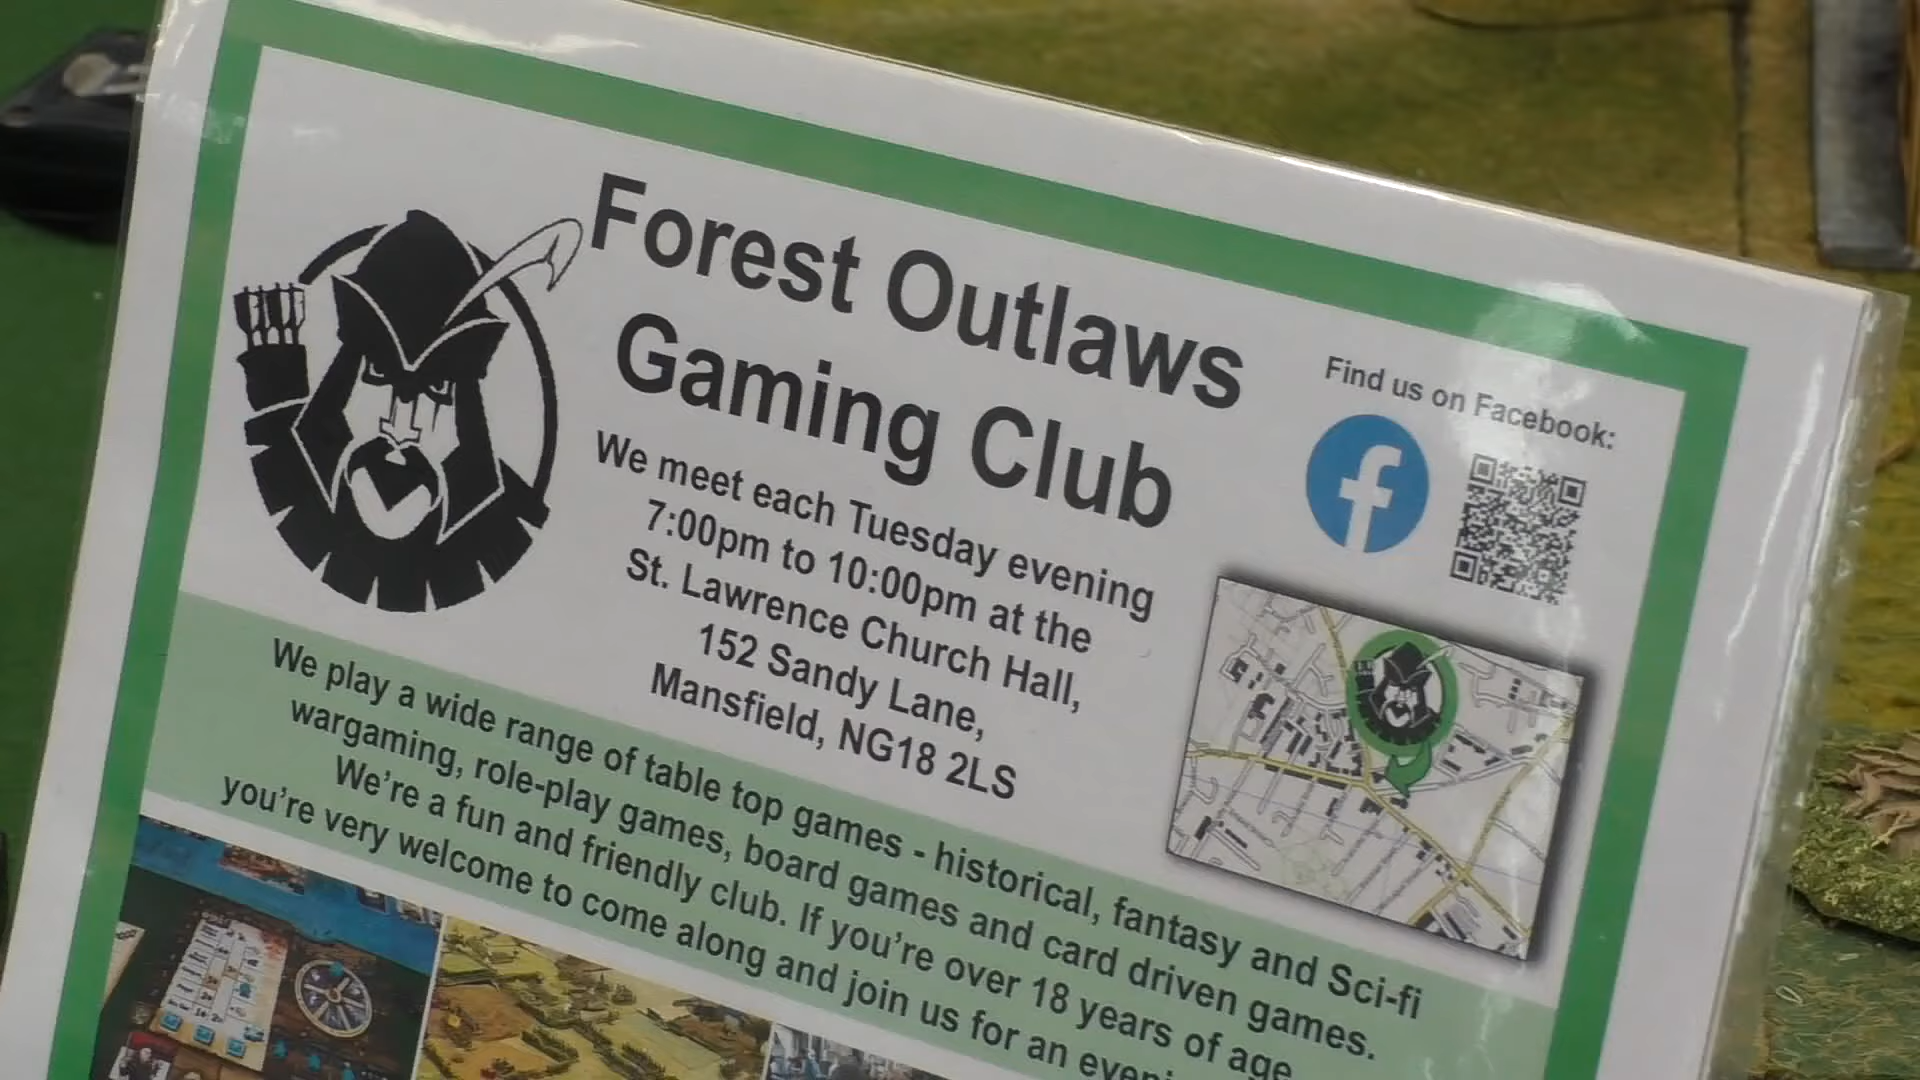 Forest Outlaws
Gaming Club
Find us on Facebook:
We meet each Tuesday evening
7:00pm to 10:00pm at the
St. Lawrence Church Hall,
152 Sandy Lane,
Mansfield, NG18 2LS
We play a wide range of table top games - historical, fantasy and Sci-fi
wargaming, role-play games, board games and card driven games.
We're a fun and friendly club. If you're over 18 years of age
you're very welcome to come along and join us for an